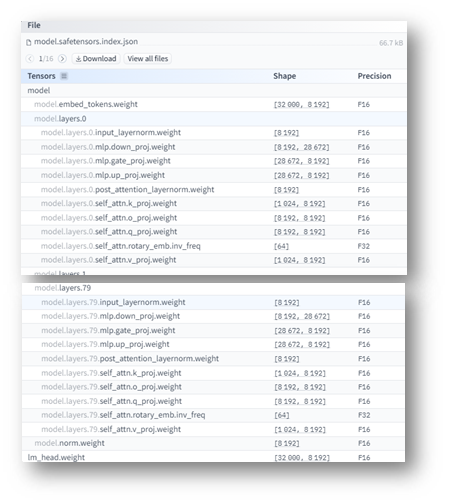 File
model.safetensors.index.json 66.7 kB
1/16 Download View all files
Tensors Shape Precision
model
model.embed_tokens.weight [32 000, 8 192] F16
model.layers.0
model.layers.0.input_layernorm.weight [8 192] F16
model.layers.0.mlp.down_proj.weight [8 192, 28 672] F16
model.layers.0.mlp.gate_proj.weight [28 672, 8 192] F16
model.layers.0.mlp.up_proj.weight [28 672, 8 192] F16
model.layers.0.post_attention_layernorm.weight [8 192] F16
model.layers.0.self_attn.k_proj.weight [1 024, 8 192] F16
model.layers.0.self_attn.o_proj.weight [8 192, 8 192] F16
model.layers.0.self_attn.q_proj.weight [8 192, 8 192] F16
model.layers.0.self_attn.rotary_emb.inv_freq [64] F32
model.layers.0.self_attn.v_proj.weight [1 024, 8 192] F16
model.layers.1
model.layers.79
model.layers.79.input_layernorm.weight [8 192] F16
model.layers.79.mlp.down_proj.weight [8 192, 28 672] F16
model.layers.79.mlp.gate_proj.weight [28 672, 8 192] F16
model.layers.79.mlp.up_proj.weight [28 672, 8 192] F16
model.layers.79.post_attention_layernorm.weight [8 192] F16
model.layers.79.self_attn.k_proj.weight [1 024, 8 192] F16
model.layers.79.self_attn.o_proj.weight [8 192, 8 192] F16
model.layers.79.self_attn.q_proj.weight [8 192, 8 192] F16
model.layers.79.self_attn.rotary_emb.inv_freq [64] F32
model.layers.79.self_attn.v_proj.weight [1 024, 8 192] F16
model.norm.weight [8 192] F16
lm_head.weight [32 000, 8 192] F16